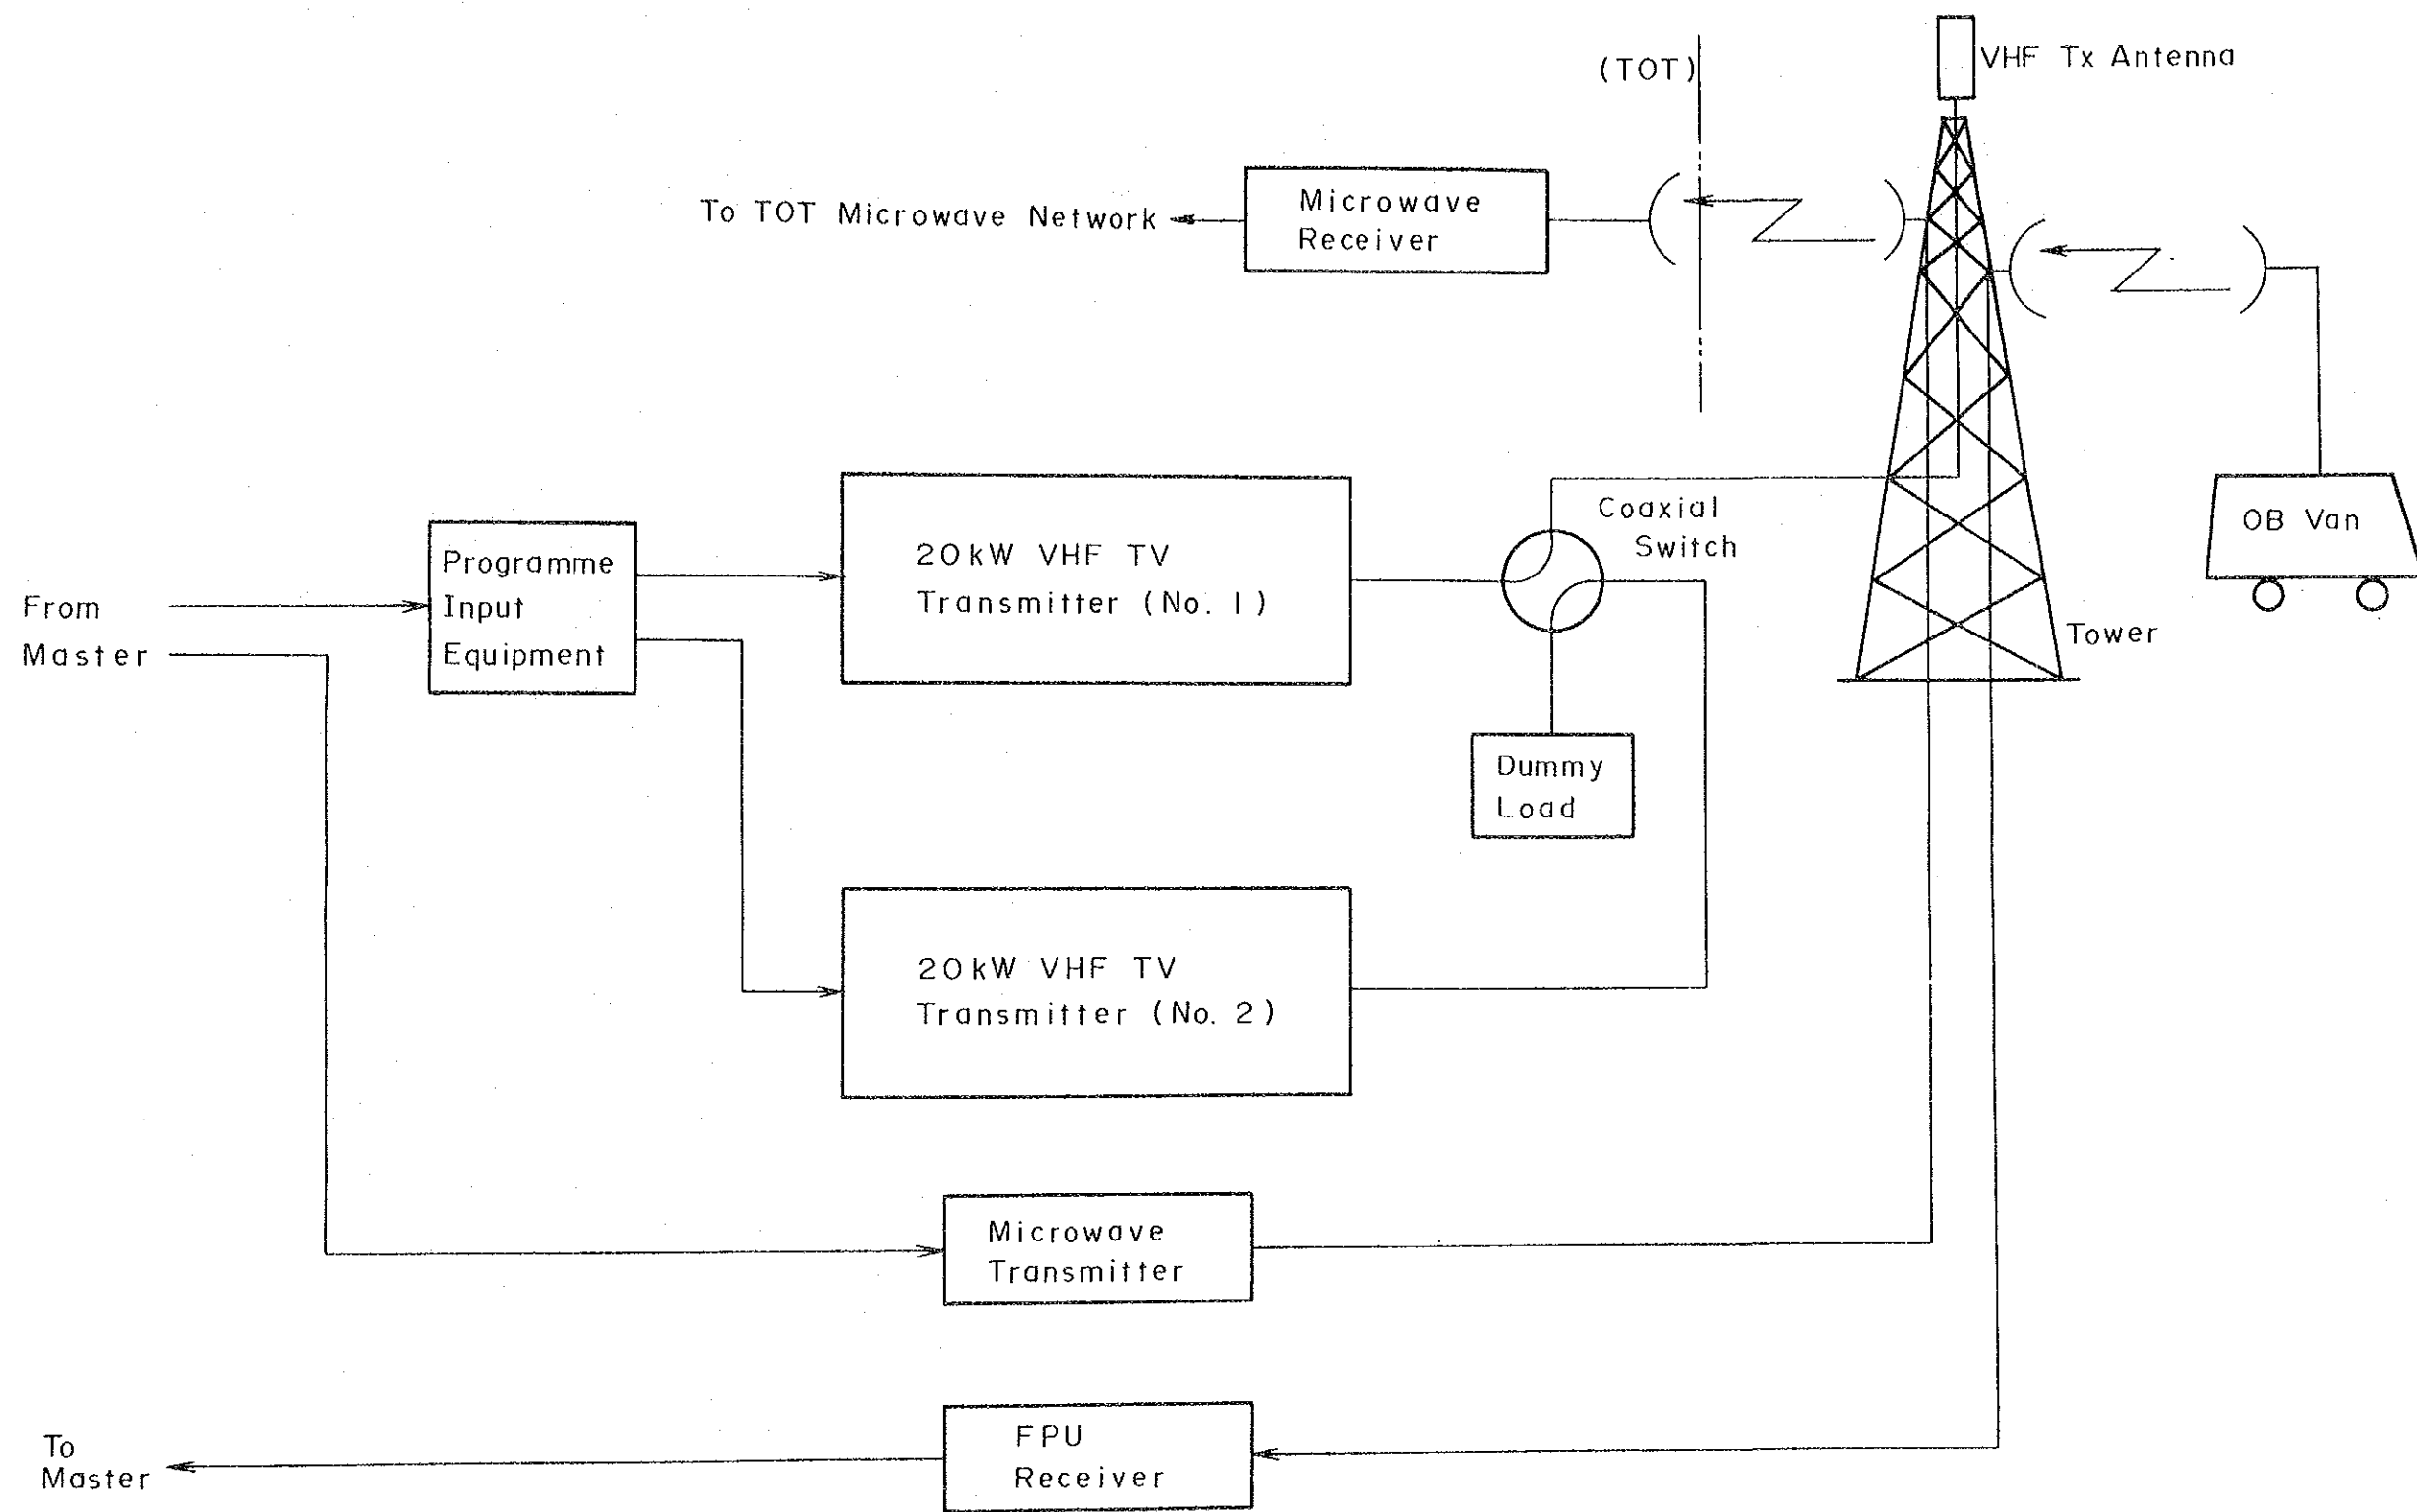 VHF Tx Antenna
(TOT)
Microwave
Receiver
To TOT Microwave Network
Coaxial
Switch
OB Van
20kW VHF TV
Transmitter (No. 1)
Programme
Input
Equipment
From
Master
Tower
Dummy
Load
20kW VHF TV
Transmitter (No. 2)
Microwave
Transmitter
FPU
Receiver
To
Master